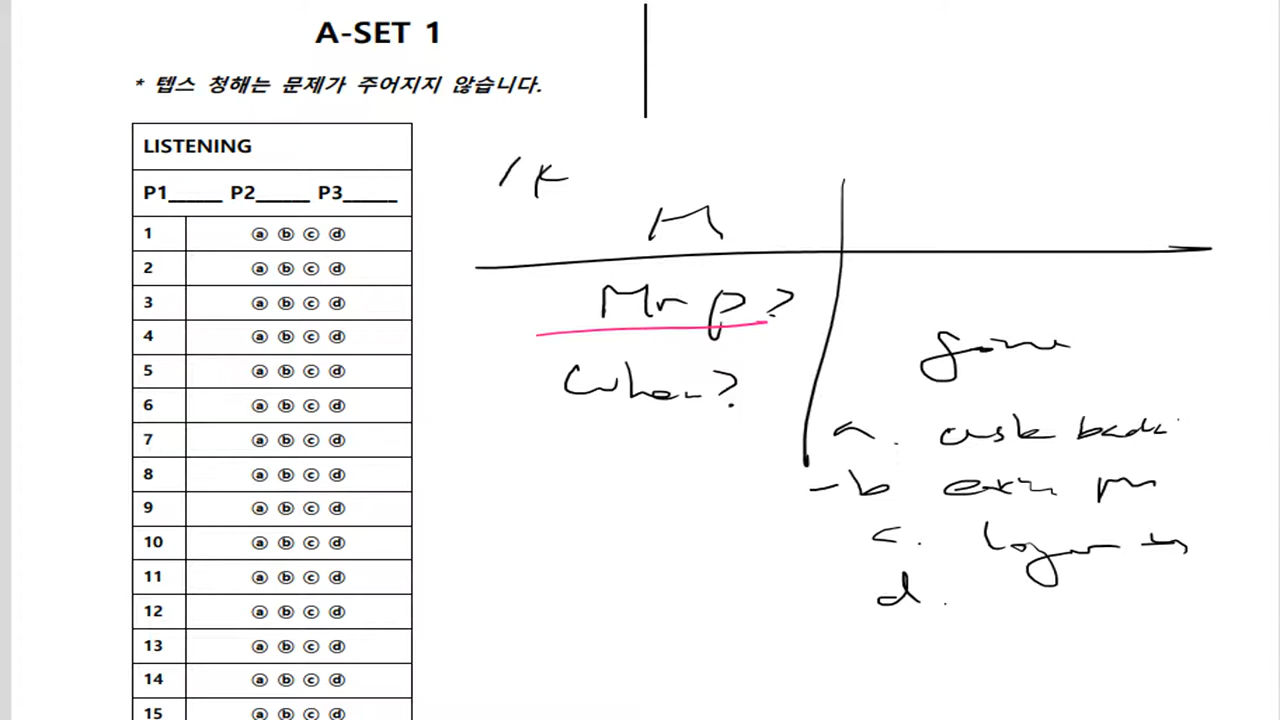 A-SET 1
* 텝스 청해는 문제가 주어지지 않습니다.
LISTENING
P1_____ P2_____ P3_____
1 ⓐ ⓑ ⓒ ⓓ
2 ⓐ ⓑ ⓒ ⓓ
3 ⓐ ⓑ ⓒ ⓓ
4 ⓐ ⓑ ⓒ ⓓ
5 ⓐ ⓑ ⓒ ⓓ
6 ⓐ ⓑ ⓒ ⓓ
7 ⓐ ⓑ ⓒ ⓓ
8 ⓐ ⓑ ⓒ ⓓ
9 ⓐ ⓑ ⓒ ⓓ
10 ⓐ ⓑ ⓒ ⓓ
11 ⓐ ⓑ ⓒ ⓓ
12 ⓐ ⓑ ⓒ ⓓ
13 ⓐ ⓑ ⓒ ⓓ
14 ⓐ ⓑ ⓒ ⓓ
15 ⓐ ⓑ ⓒ ⓓ
M
Mr p?
When?
a. ask
b
c.
d.